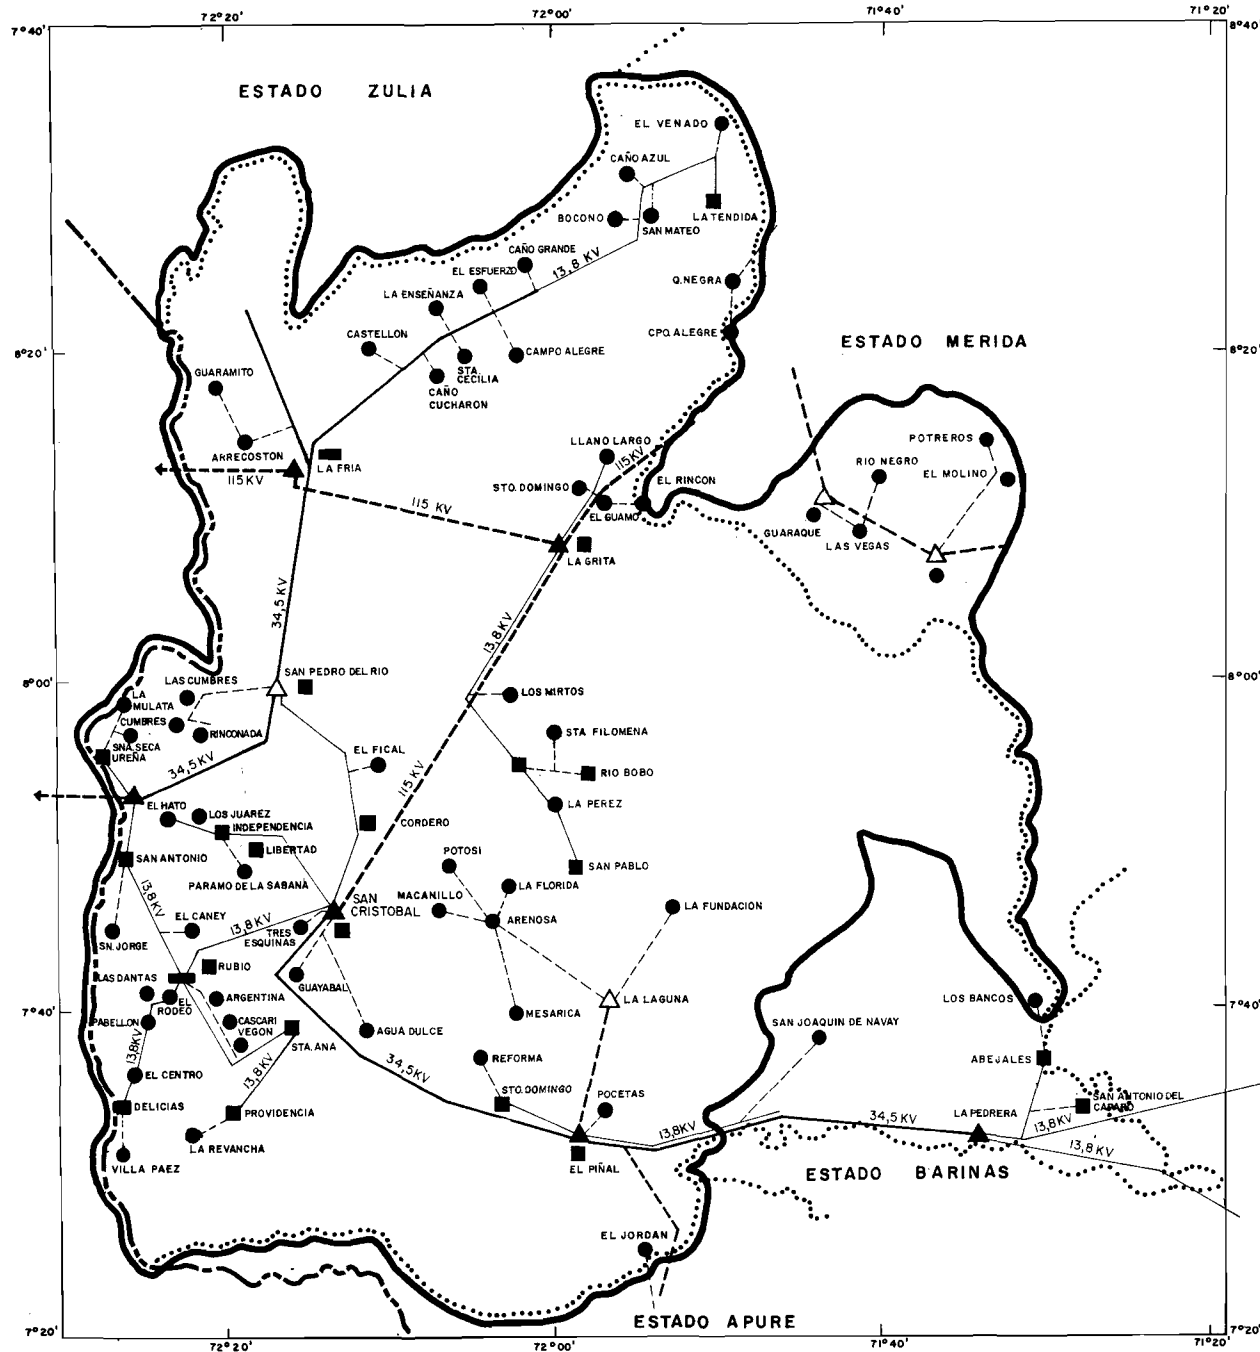 72°20'
72°00'
71°40'
71°20'
7°40'
8°40'
ESTADO ZULIA
EL VENADO
CAÑO AZUL
BOCONO
SAN MATEO
LA TENDIDA
CAÑO GRANDE
13,8 KV
EL ESFUERZO
Q.NEGRA
LA ENSEÑANZA
CASTELLON
CPO. ALEGRE
ESTADO MERIDA
8°20'
8°20'
CAMPO ALEGRE
STA.
CECILIA
CAÑO
CUCHARON
GUARAMITO
ARRECOSTON
LA FRIA
115 KV
115 KV
LLANO LARGO
115 KV
STO. DOMINGO
EL GUAMO
EL RINCON
LA GRITA
POTREROS
RIO NEGRO
EL MOLINO
GUARAQUE
LAS VEGAS
34,5 KV
13,8 KV
8°00'
8°00'
SAN PEDRO DEL RIO
LAS CUMBRES
LA
MULATA
CUMBRES
RINCONADA
SNA. SECA
UREÑA
34,5 KV
LOS MIRTOS
STA FILOMENA
EL FICAL
RIO BOBO
115 KV
LA PEREZ
EL HATO
LOS JUAREZ
INDEPENDENCIA
CORDERO
LIBERTAD
SAN ANTONIO
PARAMO DE LA SABANA
POTOSI
SAN PABLO
LA FLORIDA
SAN
CRISTOBAL
MACANILLO
ARENOSA
LA FUNDACION
13,8 KV
EL CANEY
13,8 KV
TRES
ESQUINAS
SN. JORGE
RUBIO
LAS DANTAS
GUAYABAL
LA LAGUNA
LOS BANCOS
EL
RODEO
ARGENTINA
7°40'
7°40'
PABELLON
CASCARI
VEGON
STA. ANA
AGUA DULCE
MESARICA
SAN JOAQUIN DE NAVAY
13,8KV
13,8 KV
34,5KV
REFORMA
ABEJALES
EL CENTRO
STO. DOMINGO
POCETAS
SAN ANTONIO DEL
CAPARO
DELICIAS
PROVIDENCIA
LA PEDRERA
34,5 KV
13,8KV
13,8KV
13,8 KV
LA REVANCHA
VILLA PAEZ
EL PIÑAL
ESTADO BARINAS
EL JORDAN
ESTADO APURE
7°20'
7°20'
72°20'
72°00'
71°40'
71°20'